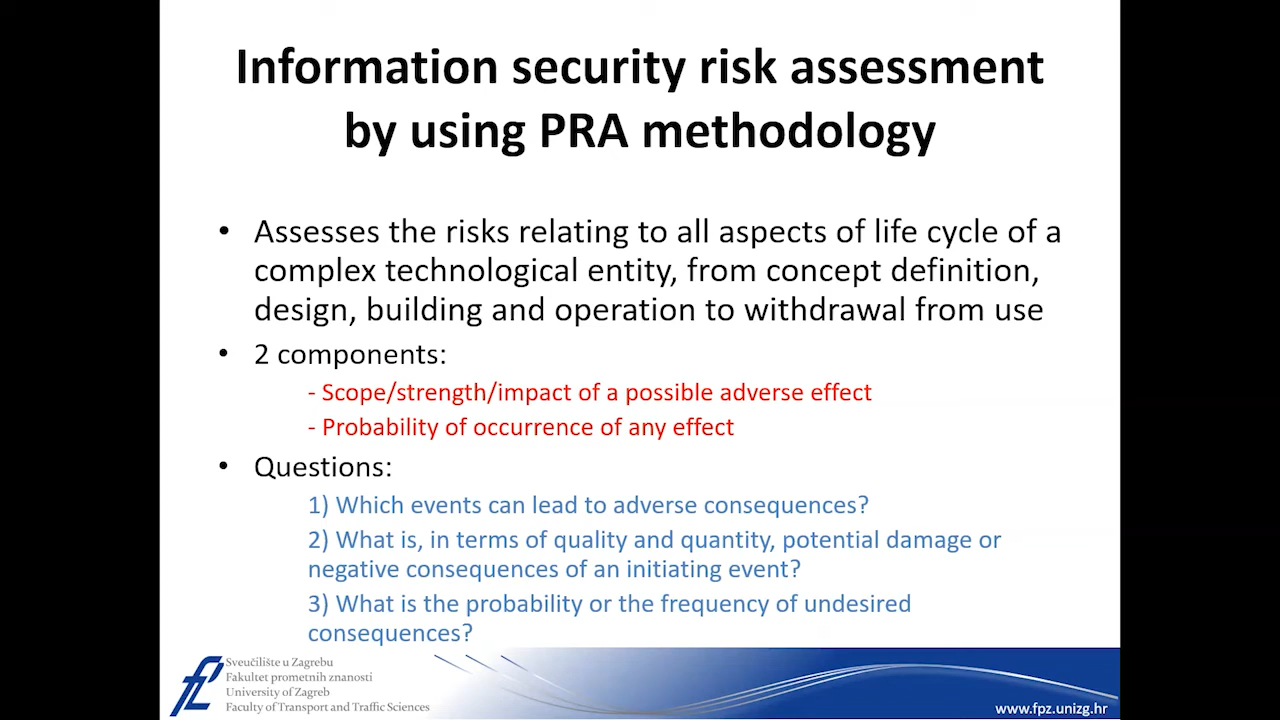 Information security risk assessment
by using PRA methodology
• Assesses the risks relating to all aspects of life cycle of a
complex technological entity, from concept definition,
design, building and operation to withdrawal from use
• 2 components:
- Scope/strength/impact of a possible adverse effect
- Probability of occurrence of any effect
• Questions:
1) Which events can lead to adverse consequences?
2) What is, in terms of quality and quantity, potential damage or
negative consequences of an initiating event?
3) What is the probability or the frequency of undesired
consequences?
Sveučilište u Zagrebu
Fakultet prometnih znanosti
University of Zagreb
Faculty of Transport and Traffic Sciences
www.fpz.unizg.hr